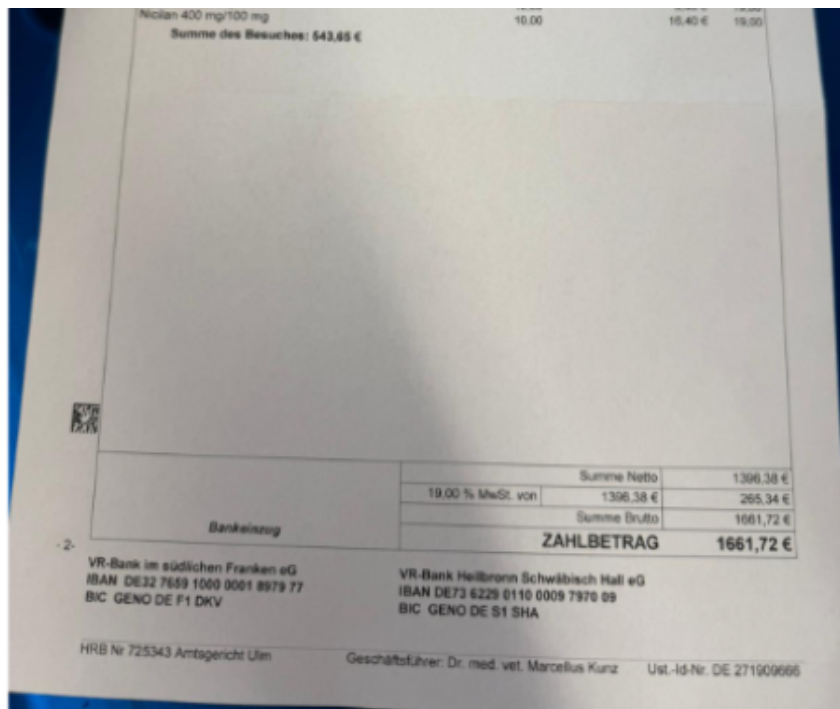 Nicilan 400 mg/100 mg 10.00 16,40 € 19.00
Summe des Besuches: 543,65 €
Summe Netto 1396,38 €
19,00 % MwSt. von 1396,38 € 265,34 €
Summe Brutto 1661,72 €
Bankeinzug
ZAHLBETRAG 1661,72 €
- 2-
VR-Bank im südlichen Franken eG
IBAN DE32 7659 1000 0001 8979 77
BIC GENO DE F1 DKV
VR-Bank Heilbronn Schwäbisch Hall eG
IBAN DE73 6229 0110 0009 7970 09
BIC GENO DE S1 SHA
HRB Nr 725343 Amtsgericht Ulm Geschäftsführer: Dr. med. vet. Marcellus Kunz Ust.-Id-Nr. DE 271909666